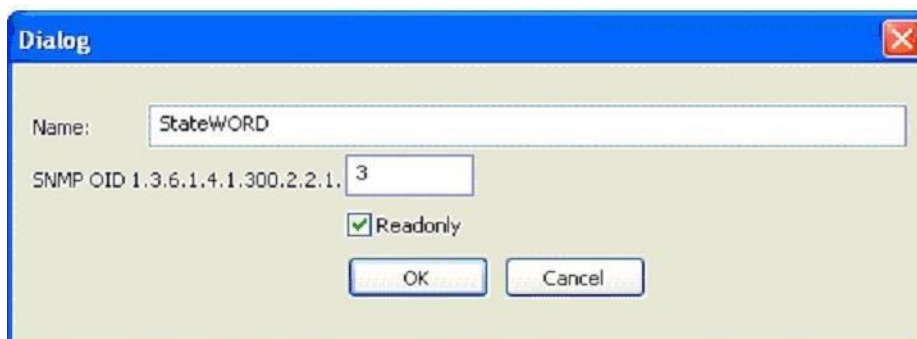 Dialog
Name: StateWORD
SNMP OID 1.3.6.1.4.1.300.2.2.1. 3
Readonly
OK Cancel